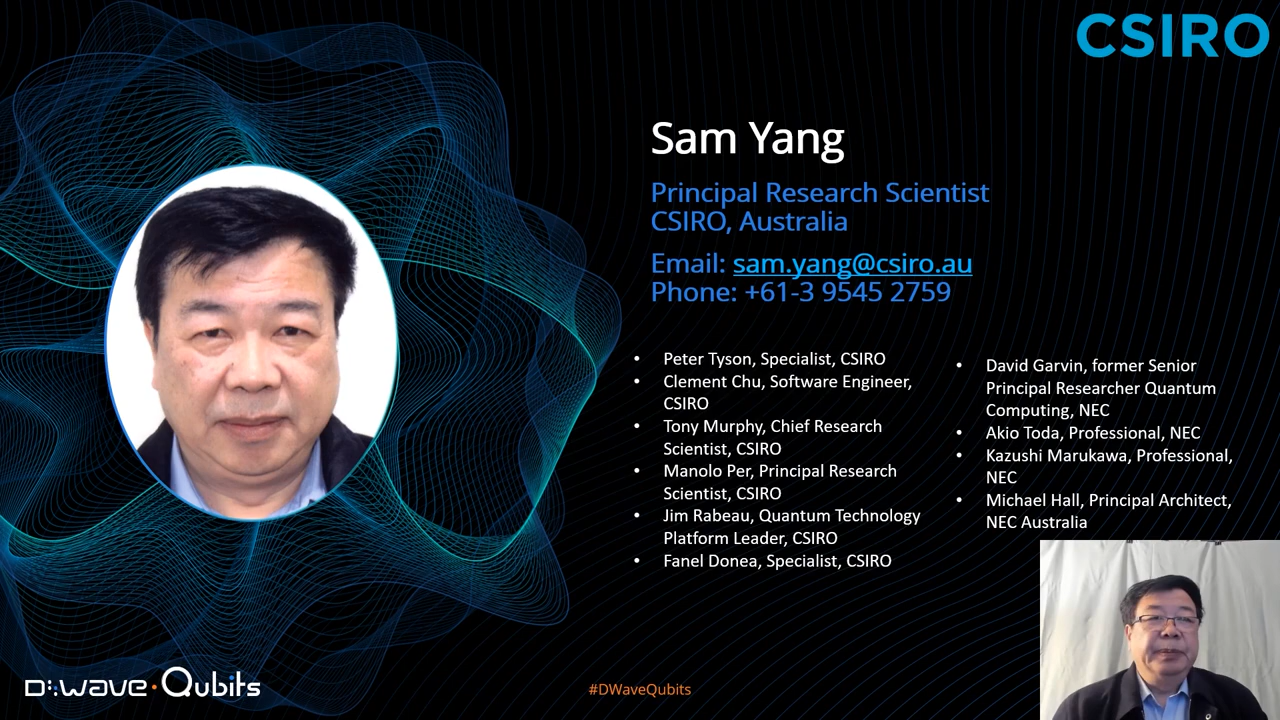 CSIRO
Sam Yang
Principal Research Scientist
CSIRO, Australia
Email: sam.yang@csiro.au
Phone: +61-3 9545 2759
• Peter Tyson, Specialist, CSIRO
• Clement Chu, Software Engineer,
CSIRO
• Tony Murphy, Chief Research
Scientist, CSIRO
• Manolo Per, Principal Research
Scientist, CSIRO
• Jim Rabeau, Quantum Technology
Platform Leader, CSIRO
• Fanel Donea, Specialist, CSIRO
• David Garvin, former Senior
Principal Researcher Quantum
Computing, NEC
• Akio Toda, Professional, NEC
• Kazushi Marukawa, Professional,
NEC
• Michael Hall, Principal Architect,
NEC Australia
D:wave·Qubits
#DWaveQubits